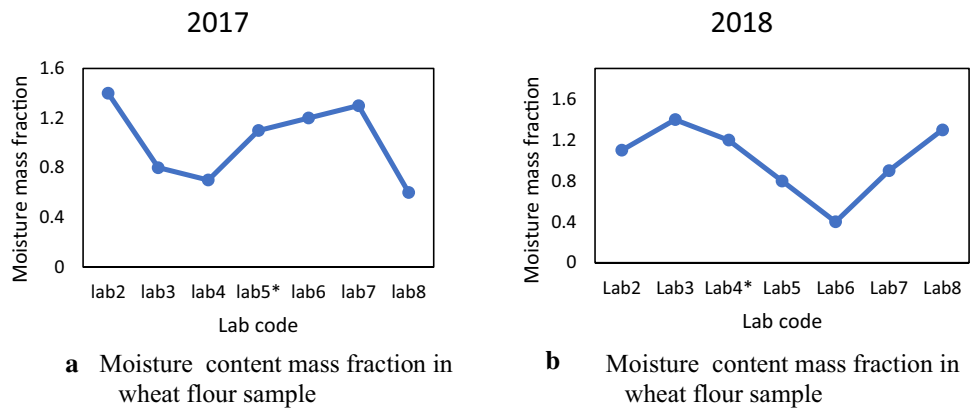 2017
Moisture mass fraction
1.6
1.2
0.8
0.4
0
lab2 lab3 lab4 lab5* lab6 lab7 lab8
Lab code
a Moisture content mass fraction in
wheat flour sample
2018
Moisture mass fraction
1.6
1.2
0.8
0.4
0
Lab2 Lab3 Lab4* Lab5 Lab6 Lab7 Lab8
Lab code
b Moisture content mass fraction in
wheat flour sample